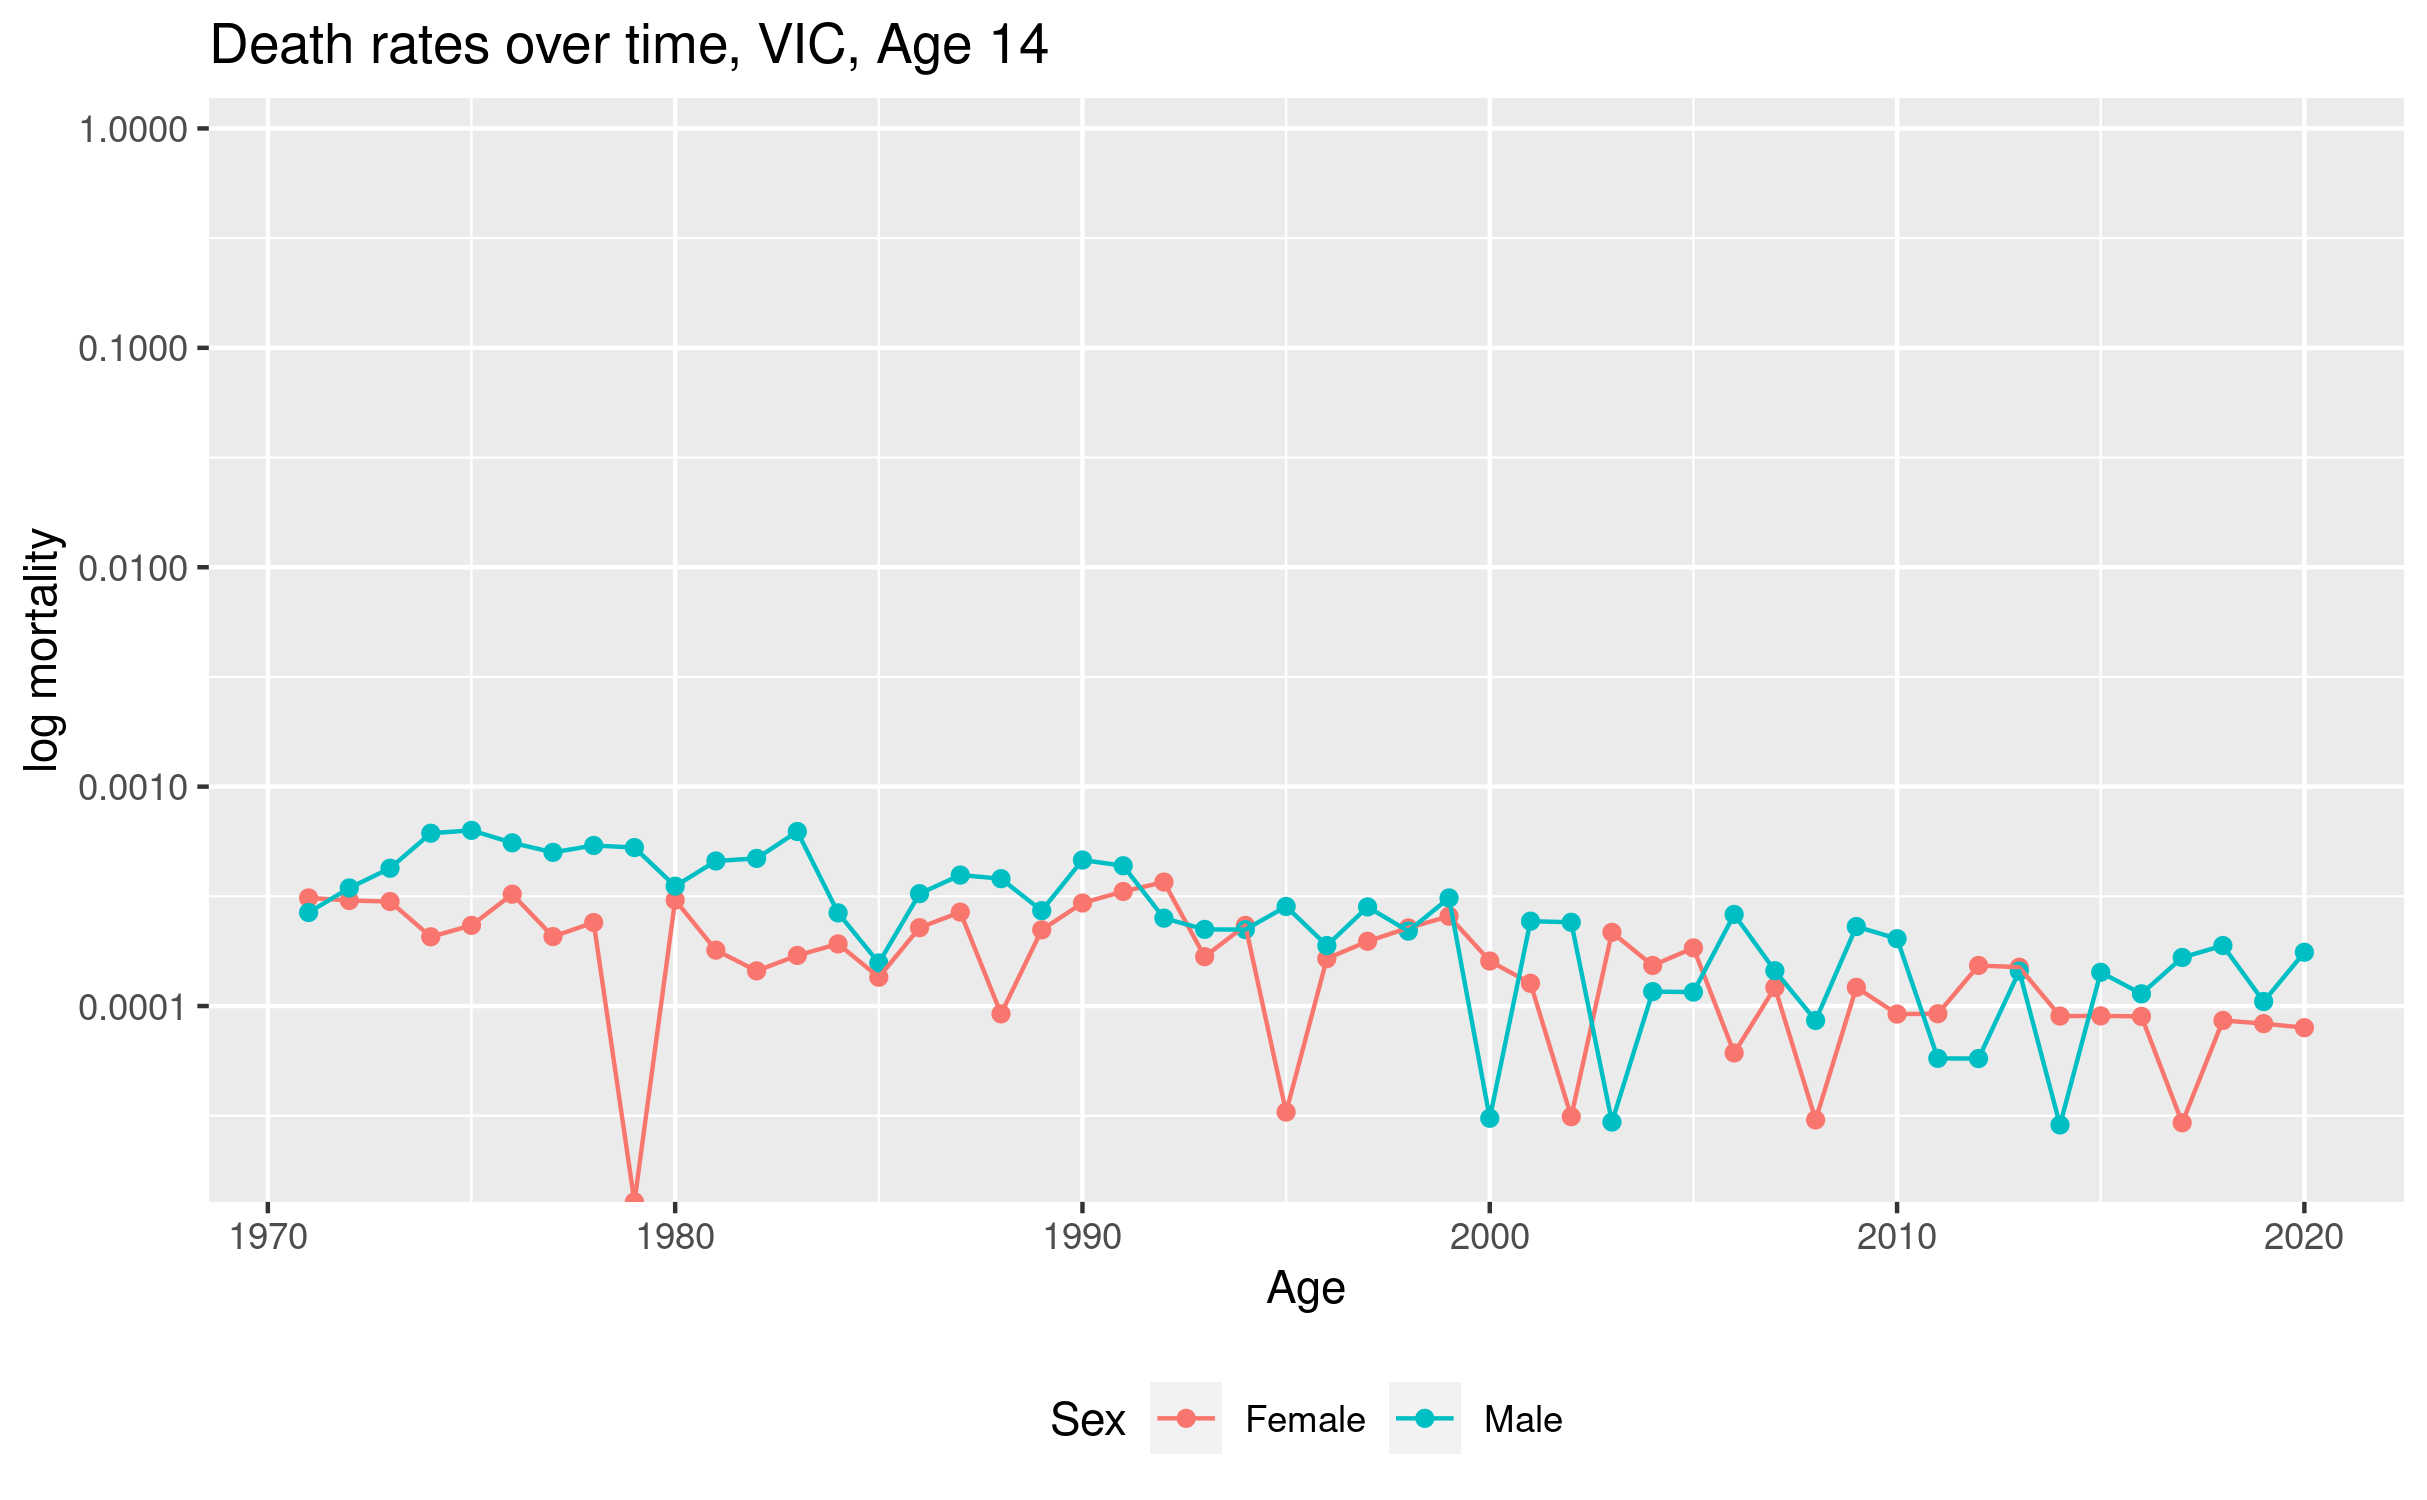 Death rates over time, VIC, Age 14
1.0000
0.1000
0.0100
0.0010
0.0001
log mortality
1970 1980 1990 2000 2010 2020
Age
Sex Female Male